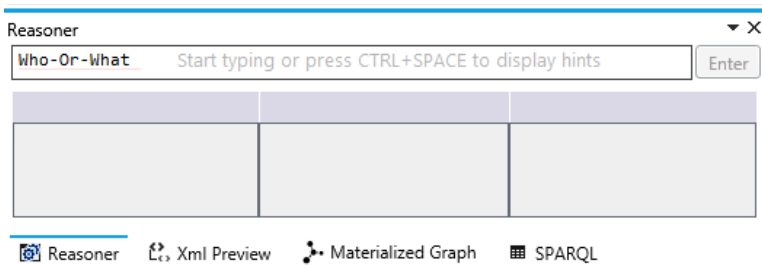 Reasoner
Who-Or-What Start typing or press CTRL+SPACE to display hints Enter
Reasoner Xml Preview Materialized Graph SPARQL